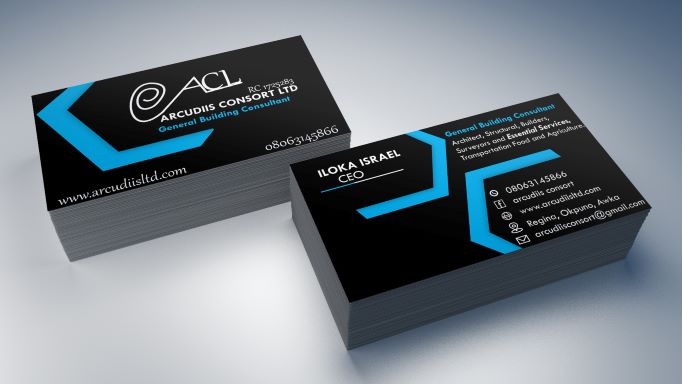 ACL
RC 1725283
ARCUDIIS CONSORT LTD
General Building Consultant
08063145866
www.arcudiisltd.com
ILOKA ISRAEL
CEO
General Building Consultant
Architect, Structural, Builders,
Surveyors and Essential Services,
Transportation Food and Agriculture.
08063145866
arcudiis consort
www.arcudiisltd.com
Regina, Okpuno, Awka
arcudiisconsort@gmail.com